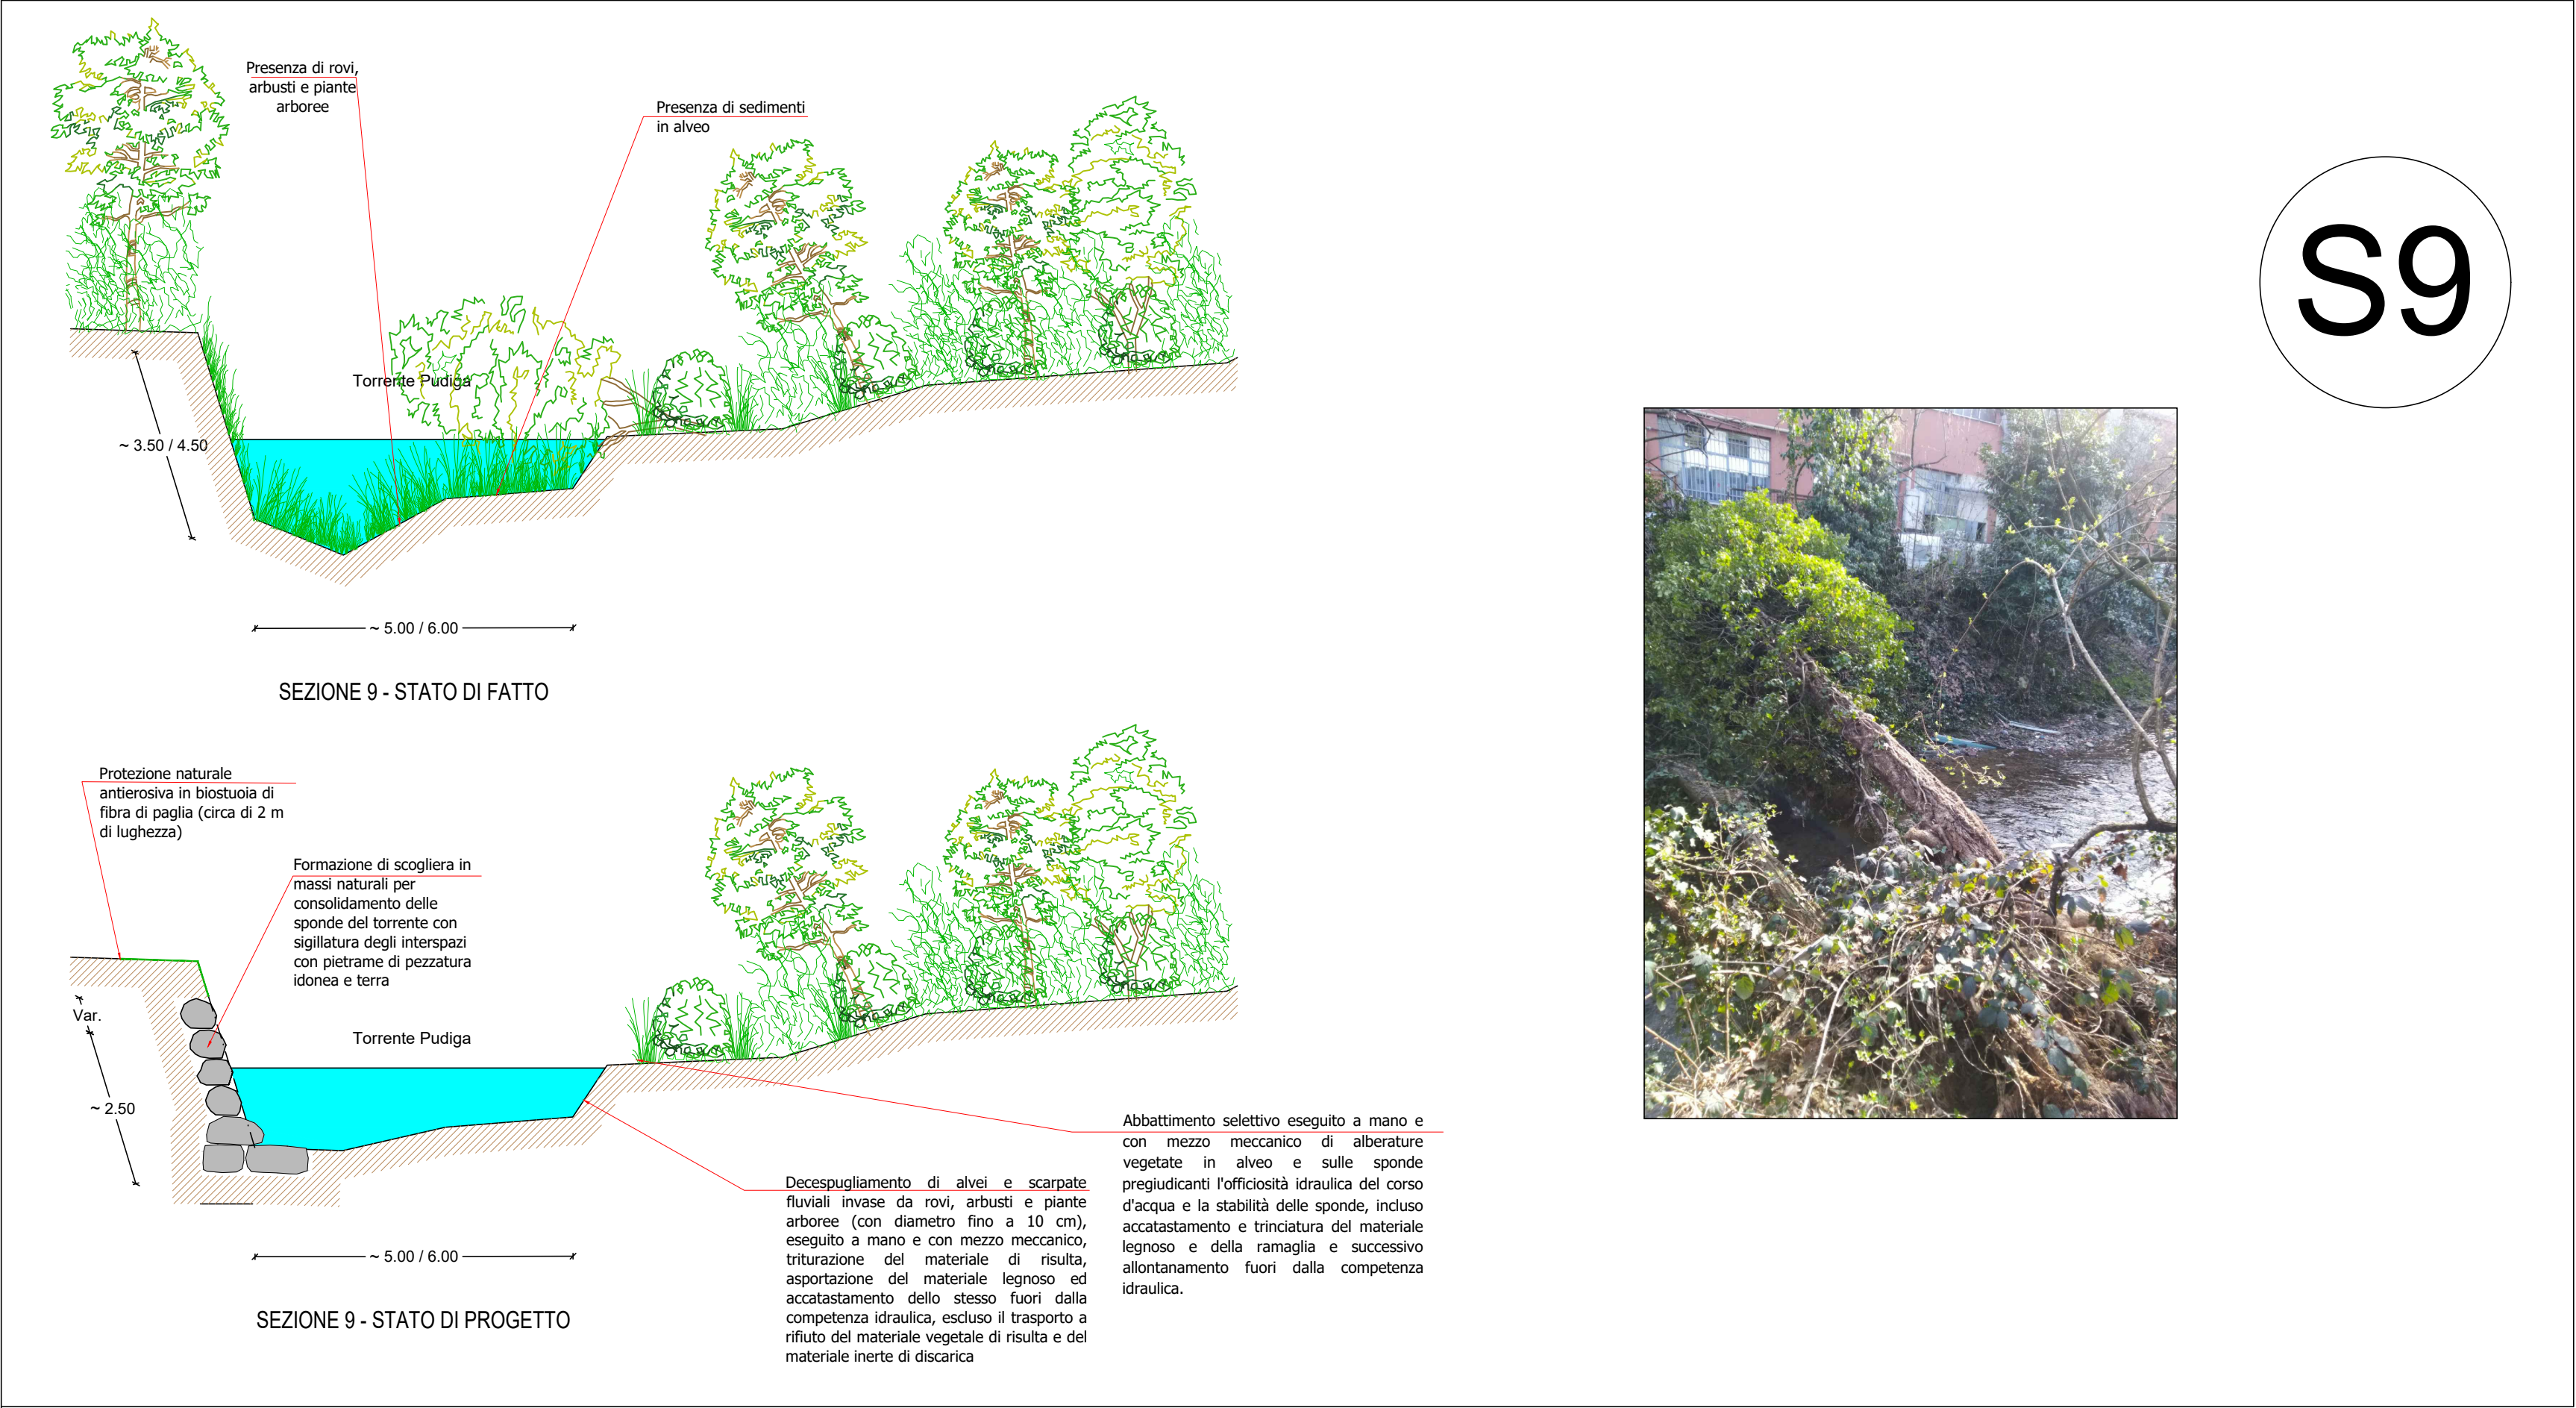 Presenza di rovi,
arbusti e piante
arboree
Presenza di sedimenti
in alveo
S9
Torrente Pudiga
~ 3.50 / 4.50
~ 5.00 / 6.00
SEZIONE 9 - STATO DI FATTO
Protezione naturale
antierosiva in biostuoia di
fibra di paglia (circa di 2 m
di lughezza)
Formazione di scogliera in
massi naturali per
consolidamento delle
sponde del torrente con
sigillatura degli interspazi
con pietrame di pezzatura
idonea e terra
Var.
Torrente Pudiga
~ 2.50
~ 5.00 / 6.00
SEZIONE 9 - STATO DI PROGETTO
Decespugliamento di alvei e scarpate
fluviali invase da rovi, arbusti e piante
arboree (con diametro fino a 10 cm),
eseguito a mano e con mezzo meccanico,
triturazione del materiale di risulta,
asportazione del materiale legnoso ed
accatastamento dello stesso fuori dalla
competenza idraulica, escluso il trasporto a
rifiuto del materiale vegetale di risulta e del
materiale inerte di discarica
Abbattimento selettivo eseguito a mano e
con mezzo meccanico di alberature
vegetate in alveo e sulle sponde
pregiudicanti l'officiosità idraulica del corso
d'acqua e la stabilità delle sponde, incluso
accatastamento e trinciatura del materiale
legnoso e della ramaglia e successivo
allontanamento fuori dalla competenza
idraulica.